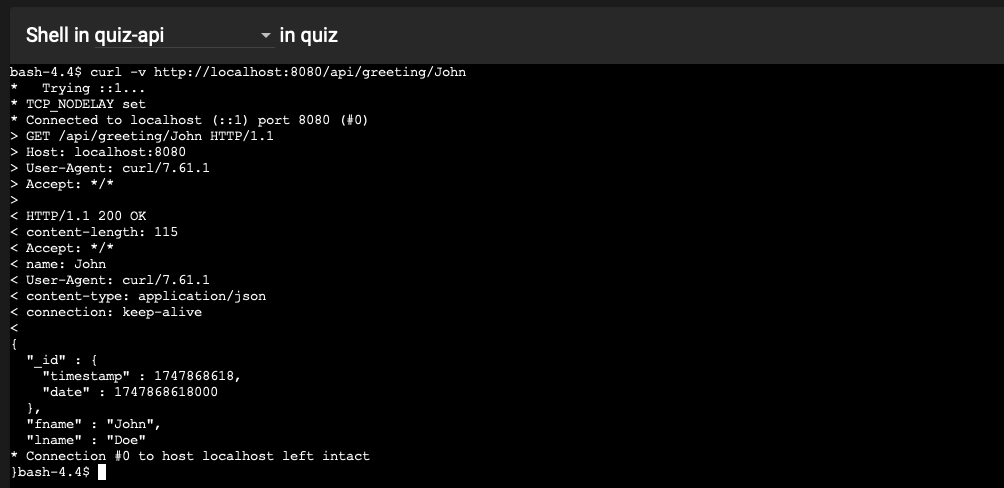 Shell in quiz-api in quiz
bash-4.4$ curl -v http://localhost:8080/api/greeting/John
*   Trying ::1...
* TCP_NODELAY set
* Connected to localhost (::1) port 8080 (#0)
> GET /api/greeting/John HTTP/1.1
> Host: localhost:8080
> User-Agent: curl/7.61.1
> Accept: */*
>
< HTTP/1.1 200 OK
< content-length: 115
< Accept: */*
< name: John
< User-Agent: curl/7.61.1
< content-type: application/json
< connection: keep-alive
<
{
  "_id" : {
    "timestamp" : 1747868618,
    "date" : 1747868618000
  },
  "fname" : "John",
  "lname" : "Doe"
* Connection #0 to host localhost left intact
}bash-4.4$